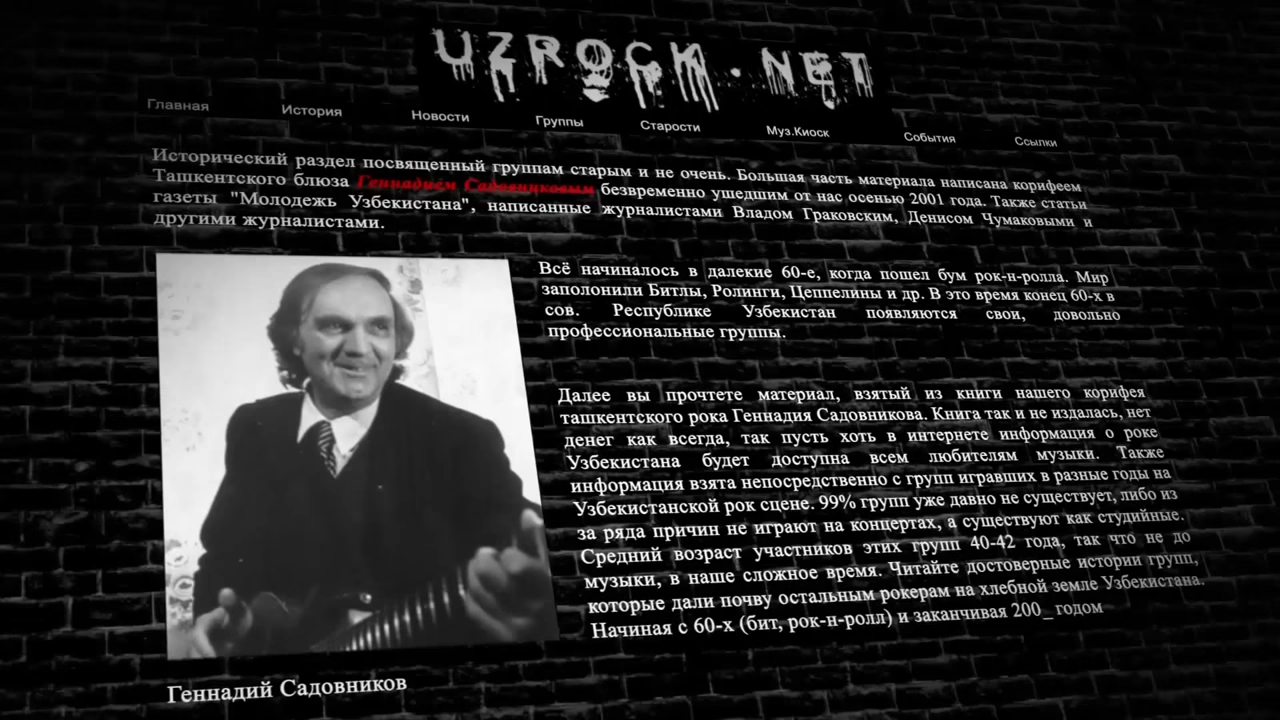 UZROCK.NET
Главная История Новости Группы Старости Муз.Киоск События Ссылки
Исторический раздел посвященный группам старым и не очень. Большая часть материала написана корифеем
Ташкентского блюза Геннадием Садовниковым безвременно ушедшим от нас осенью 2001 года. Также статьи
газеты "Молодежь Узбекистана", написанные журналистами Владом Граковским, Денисом Чумаковыми и
другими журналистами.
Всё начиналось в далекие 60-е, когда пошел бум рок-н-ролла. Мир
заполонили Битлы, Ролинги, Цеппелины и др. В это время конец 60-х в
сов. Республике Узбекистан появляются свои, довольно
профессиональные группы.
Далее вы прочтете материал, взятый из книги нашего корифея
ташкентского рока Геннадия Садовникова. Книга так и не издалась, нет
денег как всегда, так пусть хоть в интернете информация о роке
Узбекистана будет доступна всем любителям музыки. Также
информация взята непосредственно с групп игравших в разные годы на
Узбекистанской рок сцене. 99% групп уже давно не существует, либо из
за ряда причин не играют на концертах, а существуют как студийные.
Средний возраст участников этих групп 40-42 года, так что не до
музыки, в наше сложное время. Читайте достоверные истории групп,
которые дали почву остальным рокерам на хлебной земле Узбекистана.
Начиная с 60-х (бит, рок-н-ролл) и заканчивая 200_ годом
Геннадий Садовников